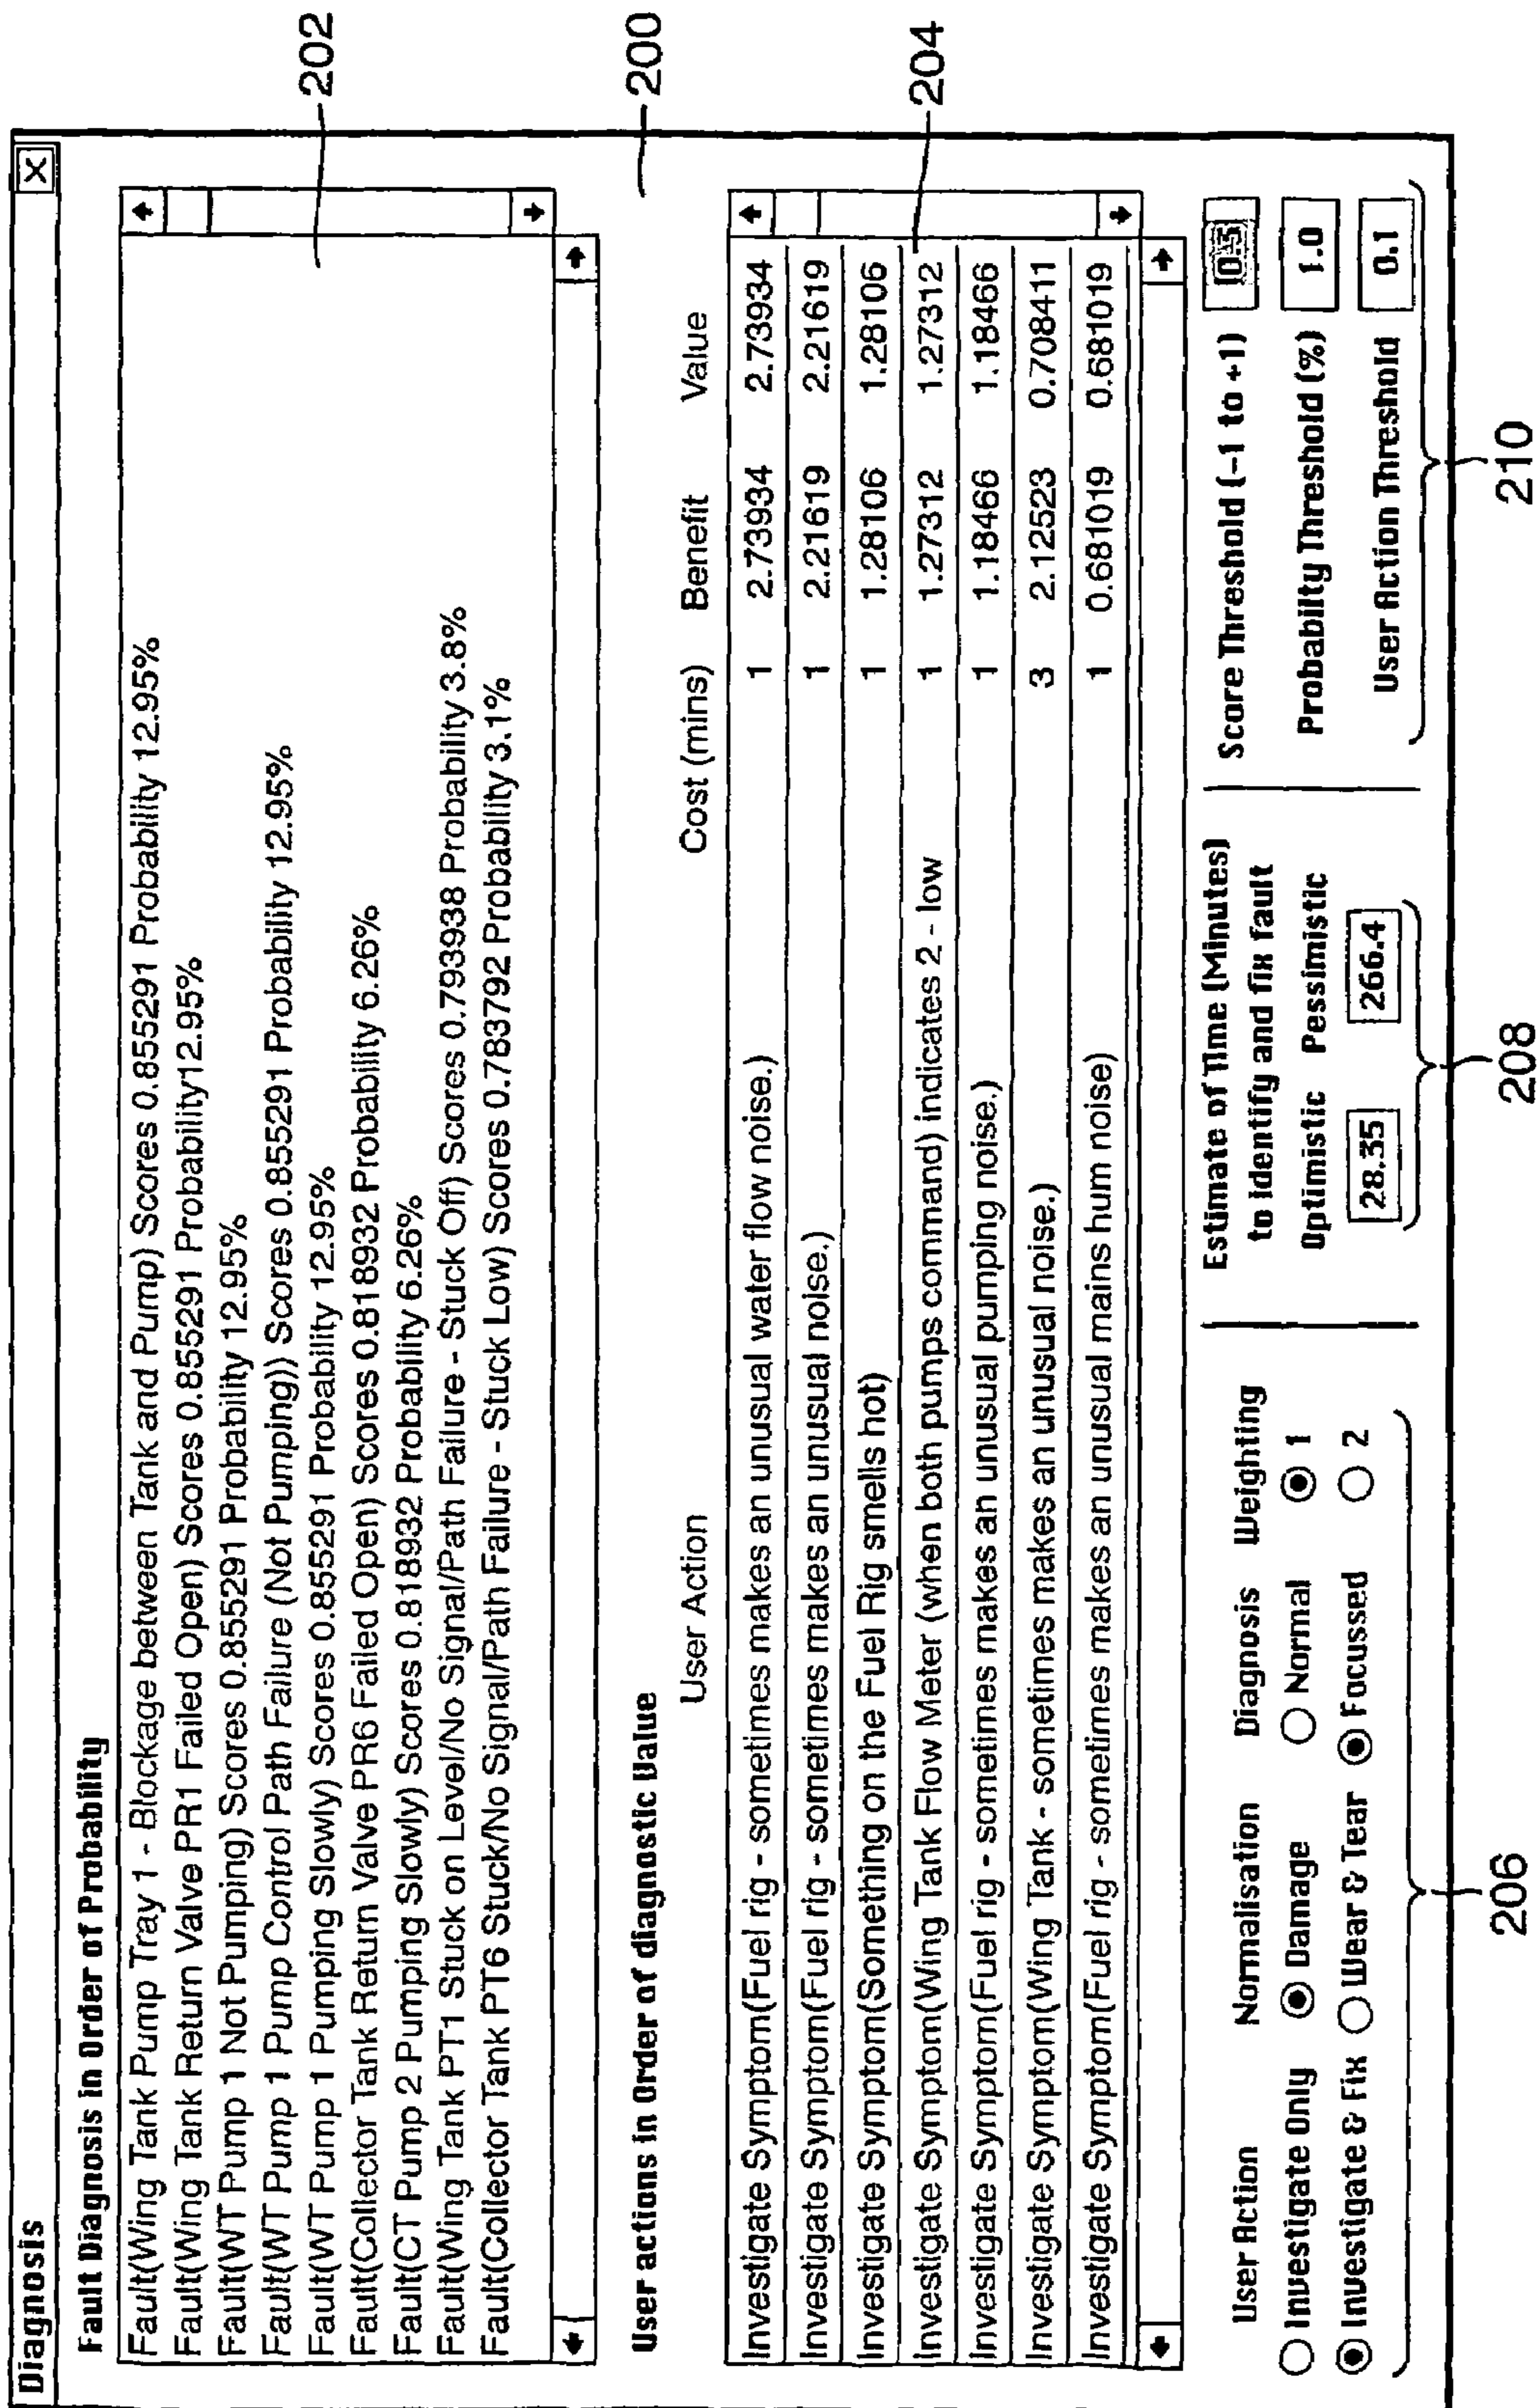 Diagnosis X
Fault Diagnosis in Order of Probability
Fault(Wing Tank Pump Tray 1 - Blockage between Tank and Pump) Scores 0.855291 Probability 12.95%
Fault(Wing Tank Return Valve PR1 Failed Open) Scores 0.855291 Probability12.95%
Fault(WT Pump 1 Not Pumping) Scores 0.855291 Probability 12.95%
Fault(WT Pump 1 Pump Control Path Failure (Not Pumping)) Scores 0.855291 Probability 12.95%
Fault(WT Pump 1 Pumping Slowly) Scores 0.855291 Probability 12.95%
Fault(Collector Tank Return Valve PR6 Failed Open) Scores 0.818932 Probability 6.26%
Fault(CT Pump 2 Pumping Slowly) Scores 0.818932 Probability 6.26%
Fault(Wing Tank PT1 Stuck on Level/No Signal/Path Failure - Stuck Off) Scores 0.793938 Probability 3.8%
Fault(Collector Tank PT6 Stuck/No Signal/Path Failure - Stuck Low) Scores 0.783792 Probability 3.1%
202
200
User actions in Order of diagnostic Value
User Action Cost (mins) Benefit Value
Investigate Symptom(Fuel rig - sometimes makes an unusual water flow noise.) 1 2.73934 2.73934
Investigate Symptom(Fuel rig - sometimes makes an unusual noise.) 1 2.21619 2.21619
Investigate Symptom(Something on the Fuel Rig smells hot) 1 1.28106 1.28106
Investigate Symptom(Wing Tank Flow Meter (when both pumps command) indicates 2 - low 1 1.27312 1.27312
Investigate Symptom(Fuel rig - sometimes makes an unusual pumping noise.) 1 1.18466 1.18466
Investigate Symptom(Wing Tank - sometimes makes an unusual noise.) 3 2.12523 0.708411
Investigate Symptom(Fuel rig - sometimes makes an unusual mains hum noise) 1 0.681019 0.681019
204
User Action Normalisation Diagnosis Weighting
Investigate Only Damage Normal 1
Investigate & Fix Wear & Tear Focussed 2
206
Estimate of Time (Minutes)
to identify and fix fault
Optimistic Pessimistic
28.35 266.4
208
Score Threshold (-1 to +1) 0.5
Probabilty Threshold (%) 1.0
User Action Threshold 0.1
210